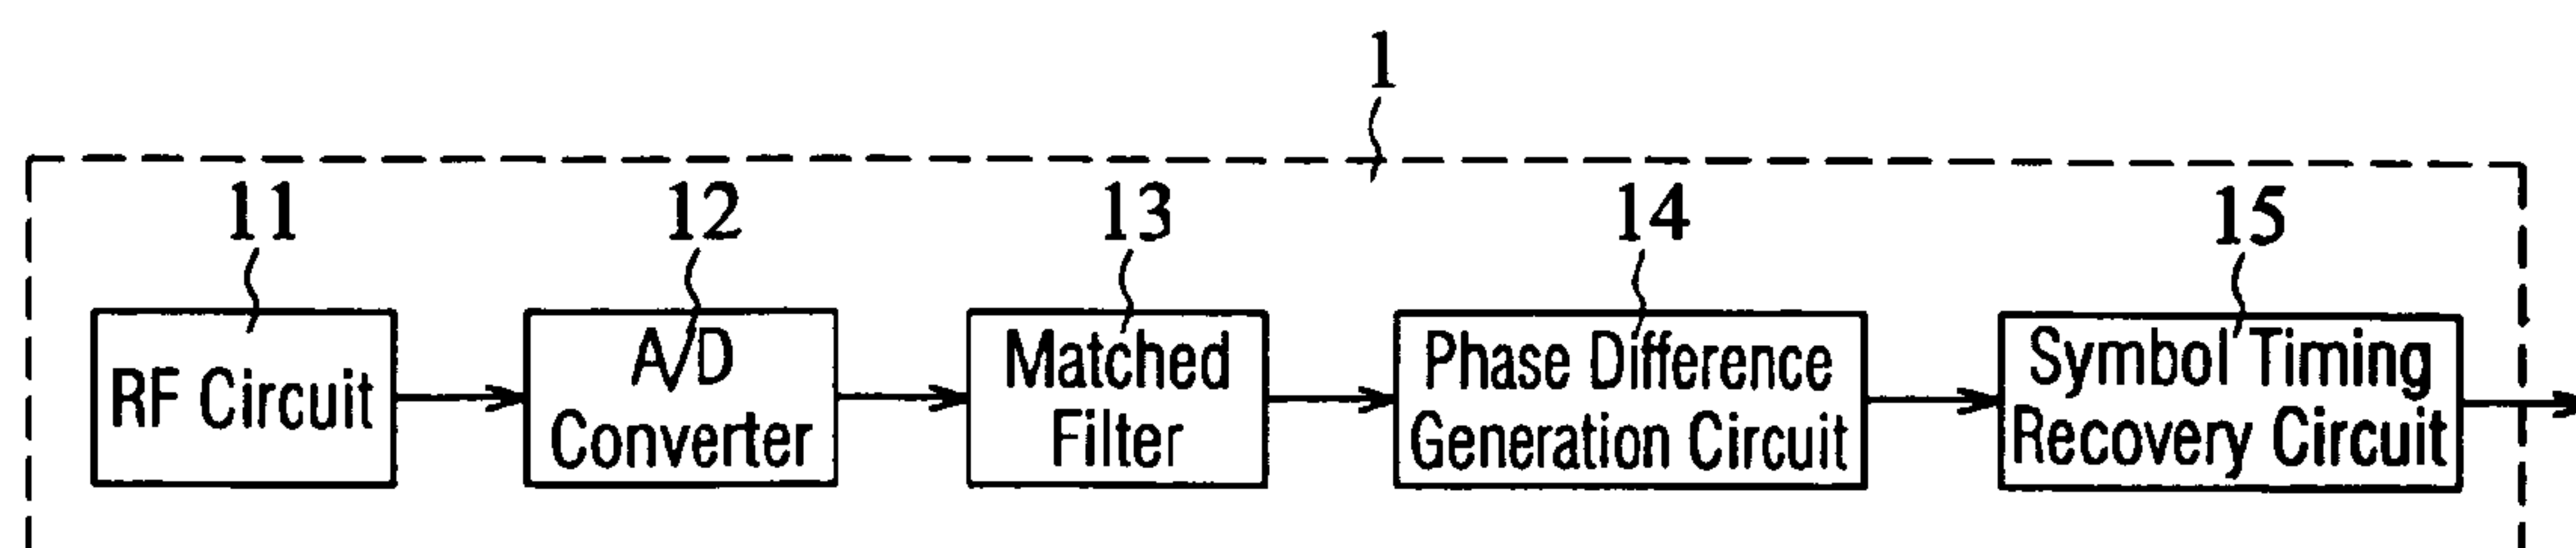 1
11
12
13
14
15
RF Circuit
A/D
Converter
Matched
Filter
Phase Difference
Generation Circuit
Symbol Timing
Recovery Circuit